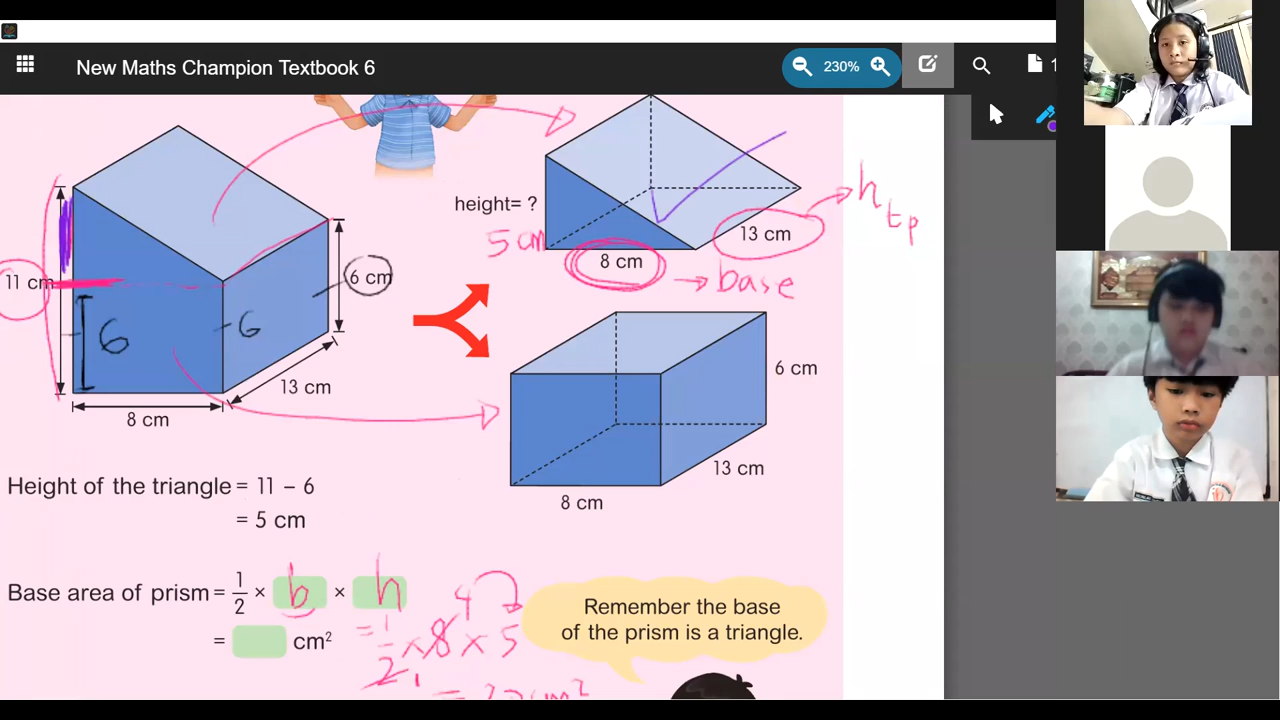 New Maths Champion Textbook 6
230%
1
height= ?
5 cm
8 cm
→ base
13 cm
h
tp
11 cm
6
6
6 cm
13 cm
8 cm
6 cm
13 cm
8 cm
Height of the triangle = 11 – 6
= 5 cm
Base area of prism = 1/2 × b × h
= cm²
= 1/2 × 8 × 5
4
1
Remember the base
of the prism is a triangle.